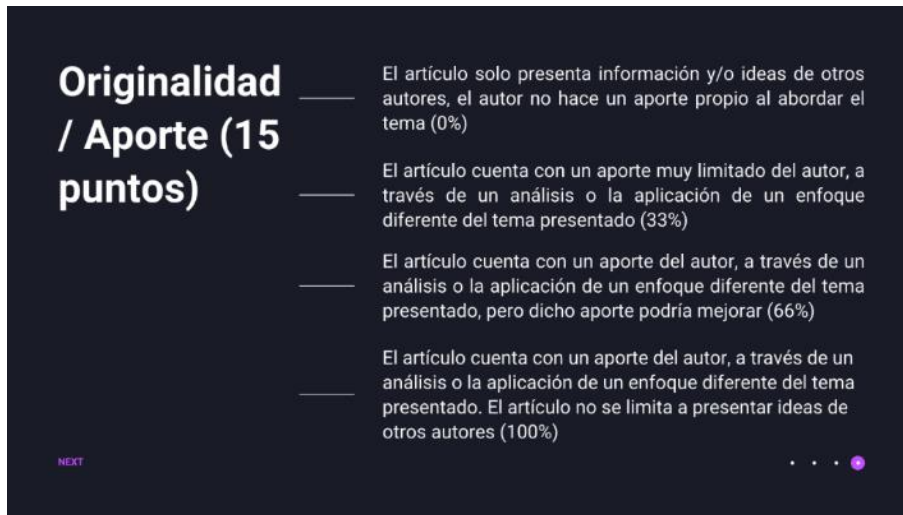 Originalidad
/ Aporte (15
puntos)
El artículo solo presenta información y/o ideas de otros
autores, el autor no hace un aporte propio al abordar el
tema (0%)
El artículo cuenta con un aporte muy limitado del autor, a
través de un análisis o la aplicación de un enfoque
diferente del tema presentado (33%)
El artículo cuenta con un aporte del autor, a través de un
análisis o la aplicación de un enfoque diferente del tema
presentado, pero dicho aporte podría mejorar (66%)
El artículo cuenta con un aporte del autor, a través de un
análisis o la aplicación de un enfoque diferente del tema
presentado. El artículo no se limita a presentar ideas de
otros autores (100%)
NEXT